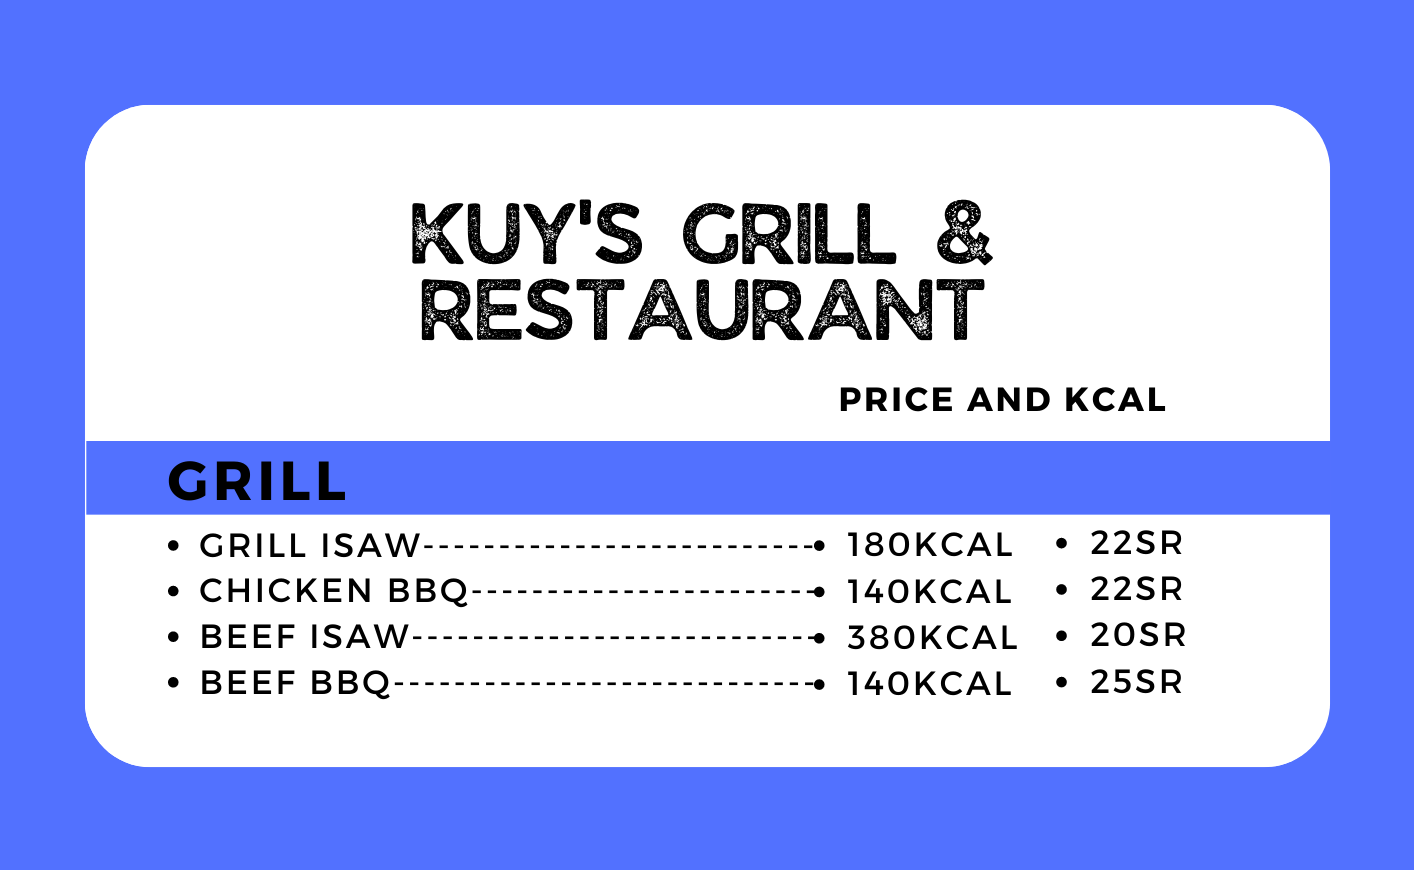 KUY'S GRILL &
RESTAURANT
PRICE AND KCAL
GRILL
• GRILL ISAW--------------------------• 180KCAL • 22SR
• CHICKEN BBQ-----------------------• 140KCAL • 22SR
• BEEF ISAW---------------------------• 380KCAL • 20SR
• BEEF BBQ----------------------------• 140KCAL • 25SR